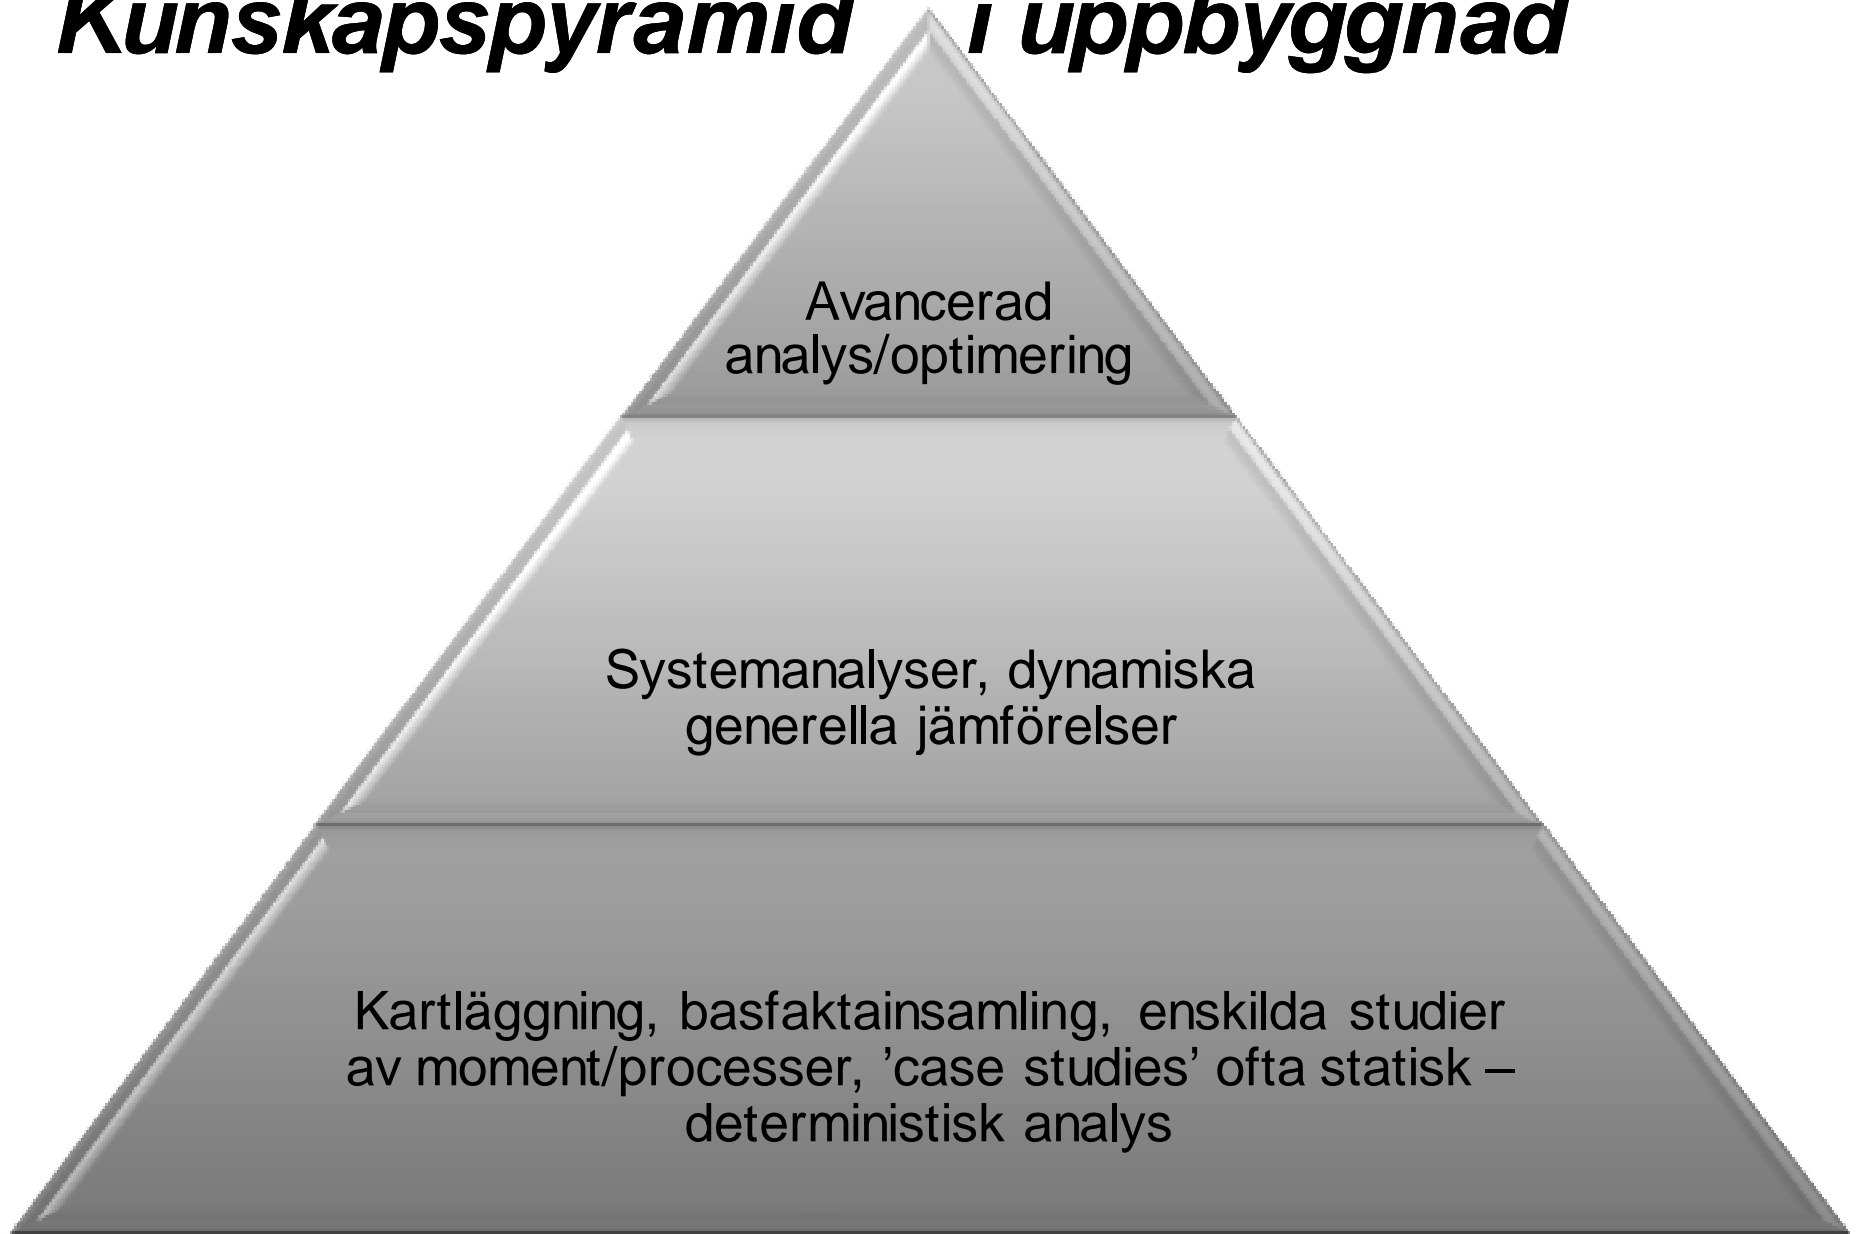 Kunskapspyramid i uppbyggnad
Avancerad
analys/optimering
Systemanalyser, dynamiska
generella jämförelser
Kartläggning, basfaktainsamling, enskilda studier
av moment/processer, ’case studies’ ofta statisk –
deterministisk analys